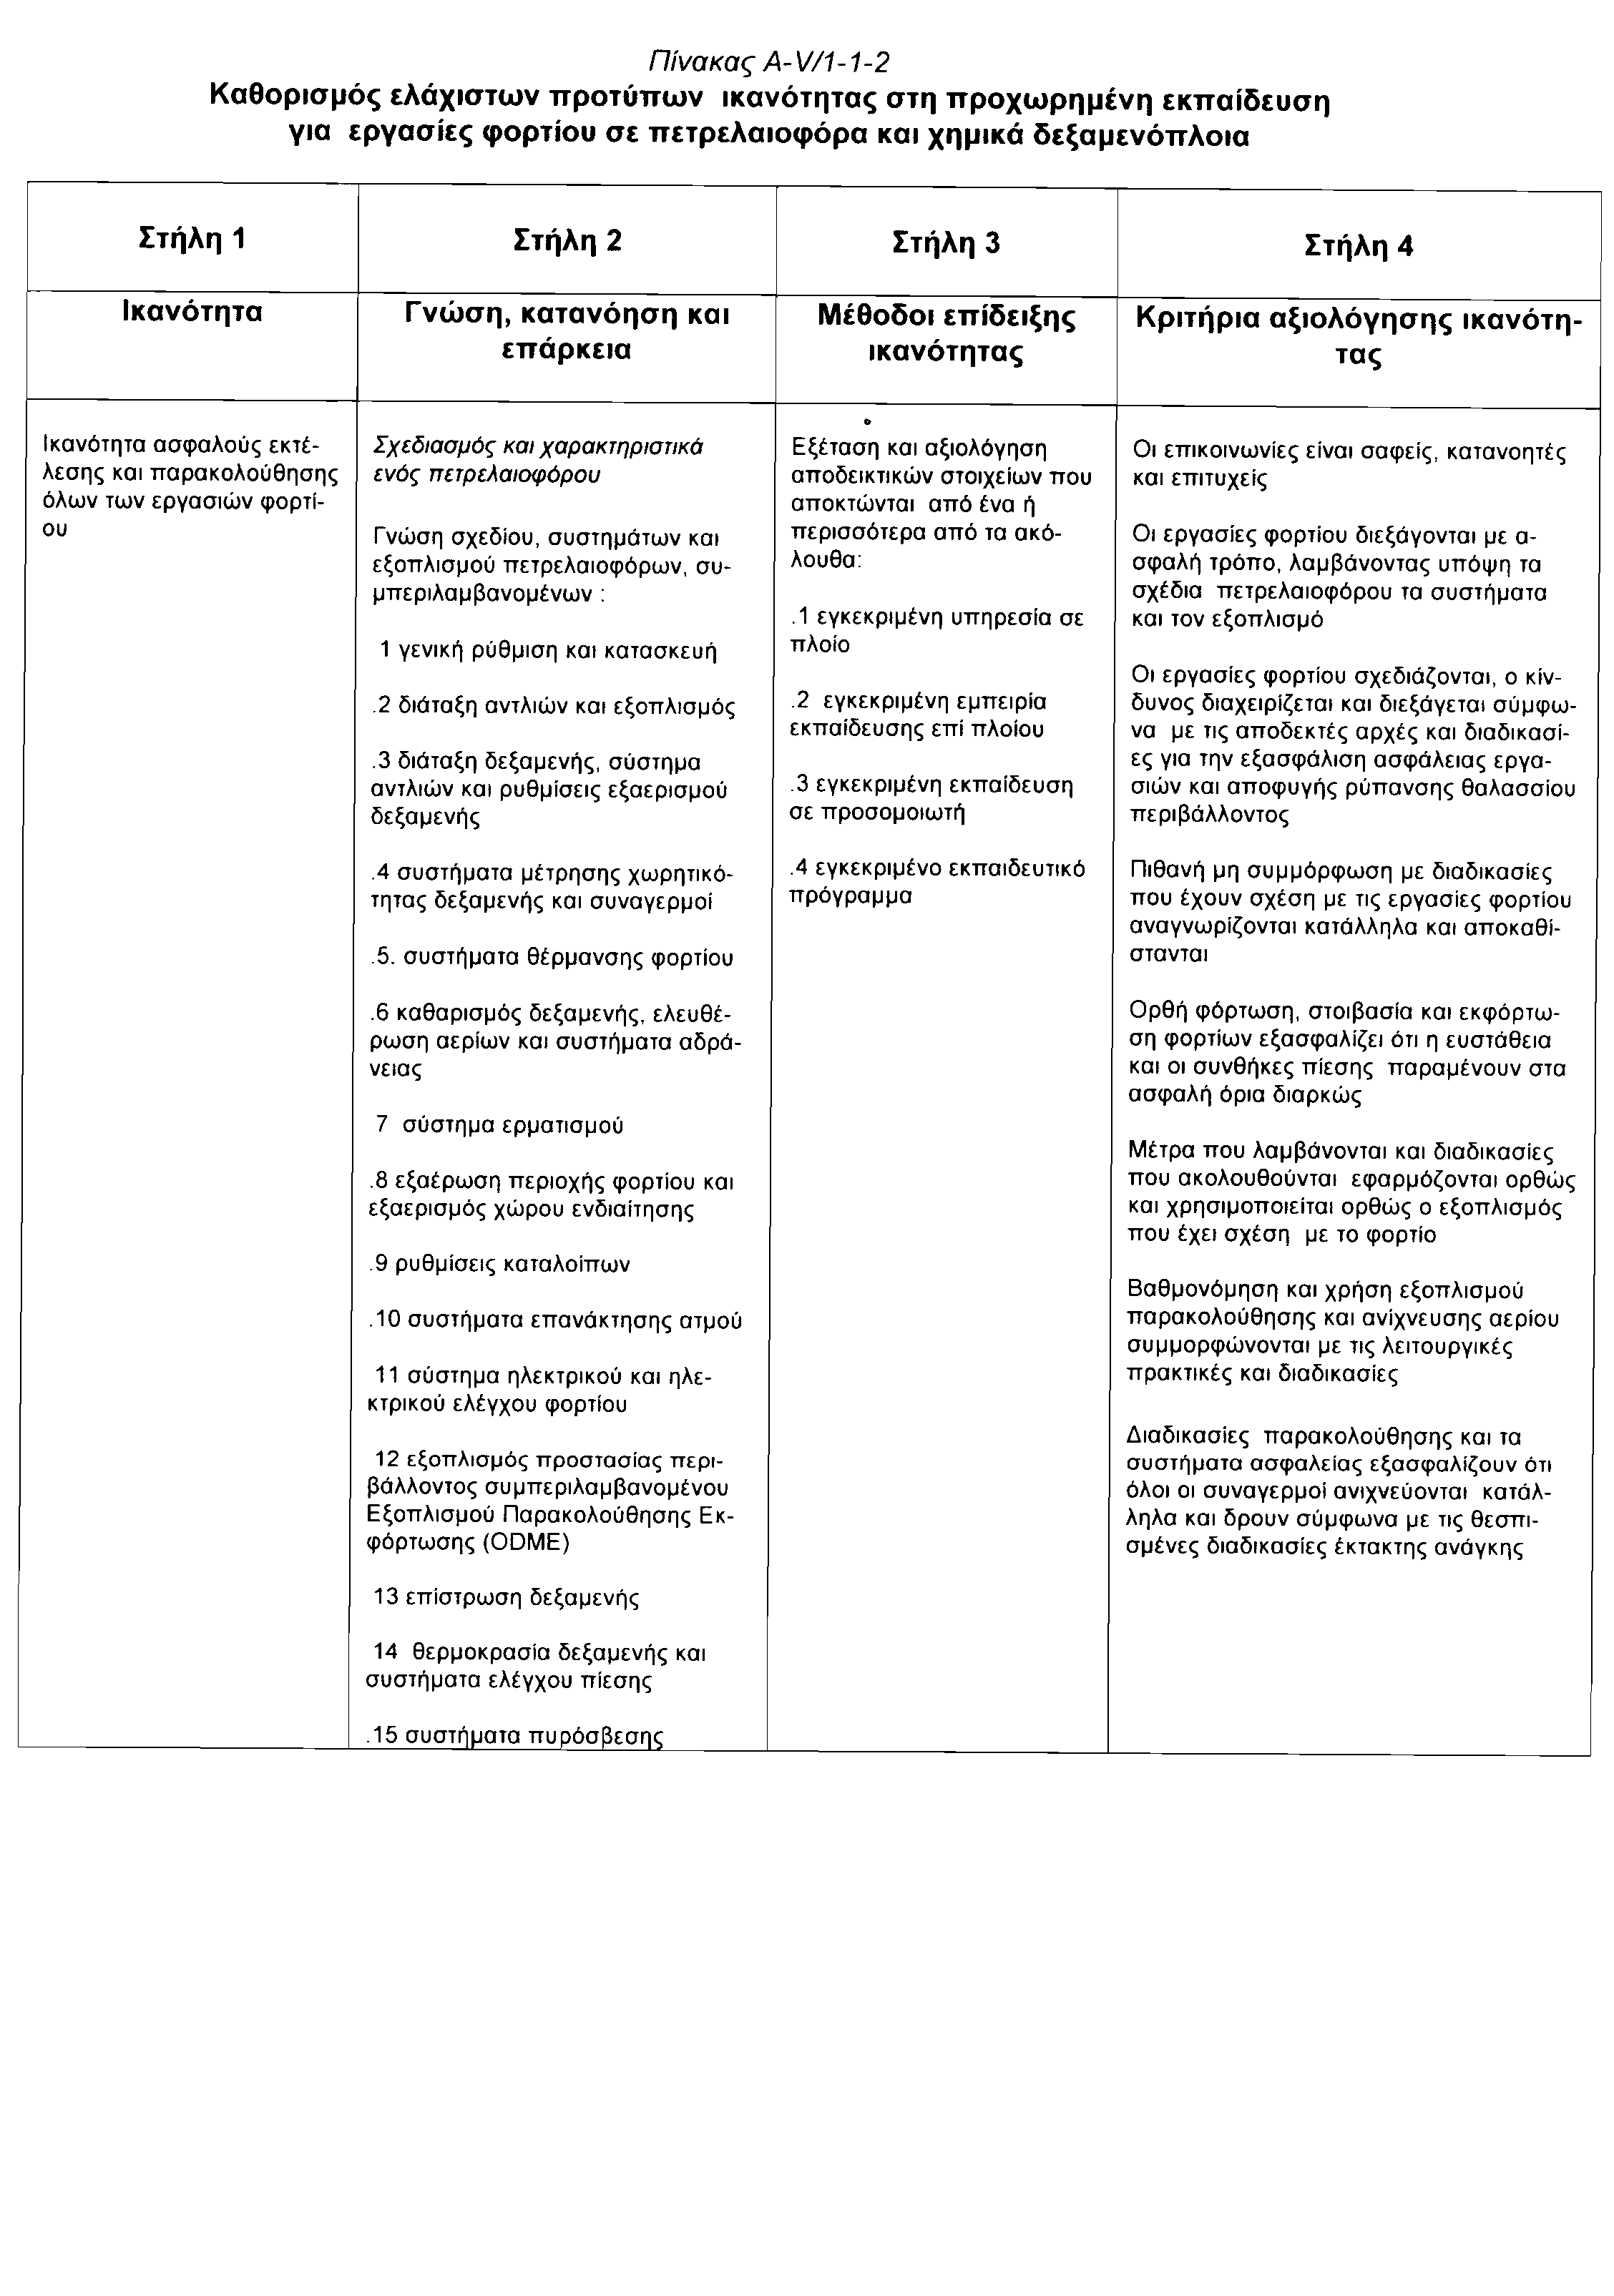 Πίνακας Α-V/1-1-2
Καθορισμός ελάχιστων προτύπων ικανότητας στη προχωρημένη εκπαίδευση
για εργασίες φορτίου σε πετρελαιοφόρα και χημικά δεξαμενόπλοια
Στήλη 1
Στήλη 2
Στήλη 3
Στήλη 4
Ικανότητα
Γνώση, κατανόηση και
επάρκεια
Μέθοδοι επίδειξης
ικανότητας
Κριτήρια αξιολόγησης ικανότη-
τας
Ικανότητα ασφαλούς εκτέ-
λεσης και παρακολούθησης
όλων των εργασιών φορτί-
ου
Σχεδιασμός και χαρακτηριστικά
ενός πετρελαιοφόρου
Γνώση σχεδίου, συστημάτων και
εξοπλισμού πετρελαιοφόρων, συ-
μπεριλαμβανομένων :
1 γενική ρύθμιση και κατασκευή
.2 διάταξη αντλιών και εξοπλισμός
.3 διάταξη δεξαμενής, σύστημα
αντλιών και ρυθμίσεις εξαερισμού
δεξαμενής
.4 συστήματα μέτρησης χωρητικό-
τητας δεξαμενής και συναγερμοί
.5. συστήματα θέρμανσης φορτίου
.6 καθαρισμός δεξαμενής, ελευθέ-
ρωση αερίων και συστήματα αδρά-
νειας
7 σύστημα ερματισμού
.8 εξαέρωση περιοχής φορτίου και
εξαερισμός χώρου ενδιαίτησης
.9 ρυθμίσεις καταλοίπων
.10 συστήματα επανάκτησης ατμού
11 σύστημα ηλεκτρικού και ηλε-
κτρικού ελέγχου φορτίου
12 εξοπλισμός προστασίας περι-
βάλλοντος συμπεριλαμβανομένου
Εξοπλισμού Παρακολούθησης Εκ-
φόρτωσης (ODME)
13 επίστρωση δεξαμενής
14 θερμοκρασία δεξαμενής και
συστήματα ελέγχου πίεσης
.15 συστήματα πυρόσβεσης
Εξέταση και αξιολόγηση
αποδεικτικών στοιχείων που
αποκτώνται από ένα ή
περισσότερα από τα ακό-
λουθα:
.1 εγκεκριμένη υπηρεσία σε
πλοίο
.2 εγκεκριμένη εμπειρία
εκπαίδευσης επί πλοίου
.3 εγκεκριμένη εκπαίδευση
σε προσομοιωτή
.4 εγκεκριμένο εκπαιδευτικό
πρόγραμμα
Οι επικοινωνίες είναι σαφείς, κατανοητές
και επιτυχείς
Οι εργασίες φορτίου διεξάγονται με α-
σφαλή τρόπο, λαμβάνοντας υπόψη τα
σχέδια πετρελαιοφόρου τα συστήματα
και τον εξοπλισμό
Οι εργασίες φορτίου σχεδιάζονται, ο κίν-
δυνος διαχειρίζεται και διεξάγεται σύμφω-
να με τις αποδεκτές αρχές και διαδικασί-
ες για την εξασφάλιση ασφάλειας εργα-
σιών και αποφυγής ρύπανσης θαλασσίου
περιβάλλοντος
Πιθανή μη συμμόρφωση με διαδικασίες
που έχουν σχέση με τις εργασίες φορτίου
αναγνωρίζονται κατάλληλα και αποκαθί-
στανται
Ορθή φόρτωση, στοιβασία και εκφόρτω-
ση φορτίων εξασφαλίζει ότι η ευστάθεια
και οι συνθήκες πίεσης παραμένουν στα
ασφαλή όρια διαρκώς
Μέτρα που λαμβάνονται και διαδικασίες
που ακολουθούνται εφαρμόζονται ορθώς
και χρησιμοποιείται ορθώς ο εξοπλισμός
που έχει σχέση με το φορτίο
Βαθμονόμηση και χρήση εξοπλισμού
παρακολούθησης και ανίχνευσης αερίου
συμμορφώνονται με τις λειτουργικές
πρακτικές και διαδικασίες
Διαδικασίες παρακολούθησης και τα
συστήματα ασφαλείας εξασφαλίζουν ότι
όλοι οι συναγερμοί ανιχνεύονται κατάλ-
ληλα και δρουν σύμφωνα με τις θεσπι-
σμένες διαδικασίες έκτακτης ανάγκης